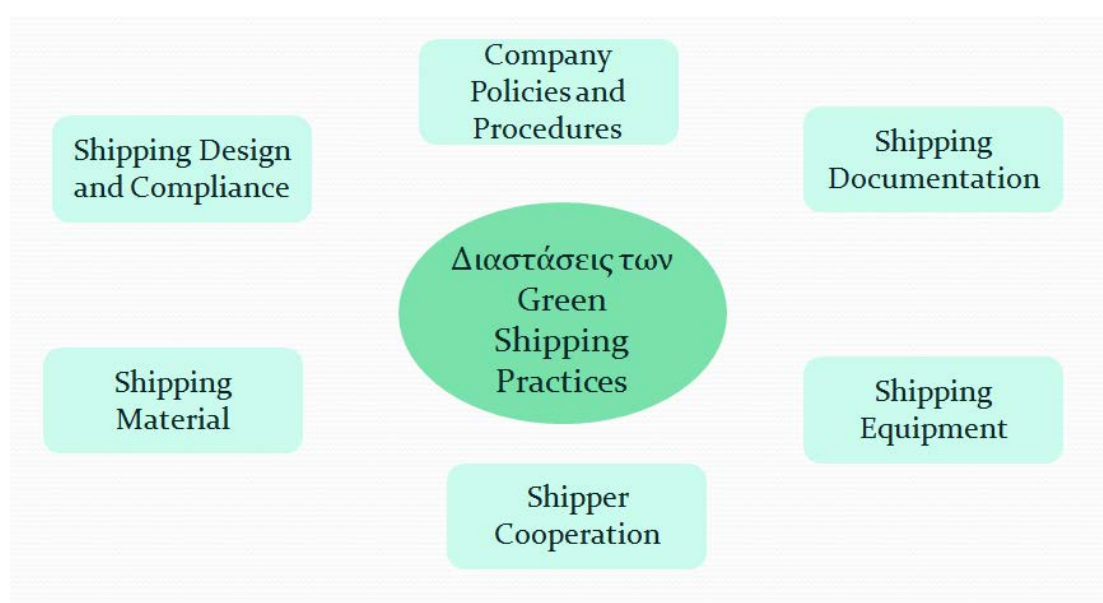 Company
Policies and
Procedures
Shipping Design
and Compliance
Shipping
Documentation
Διαστάσεις των
Green
Shipping
Practices
Shipping
Material
Shipping
Equipment
Shipper
Cooperation